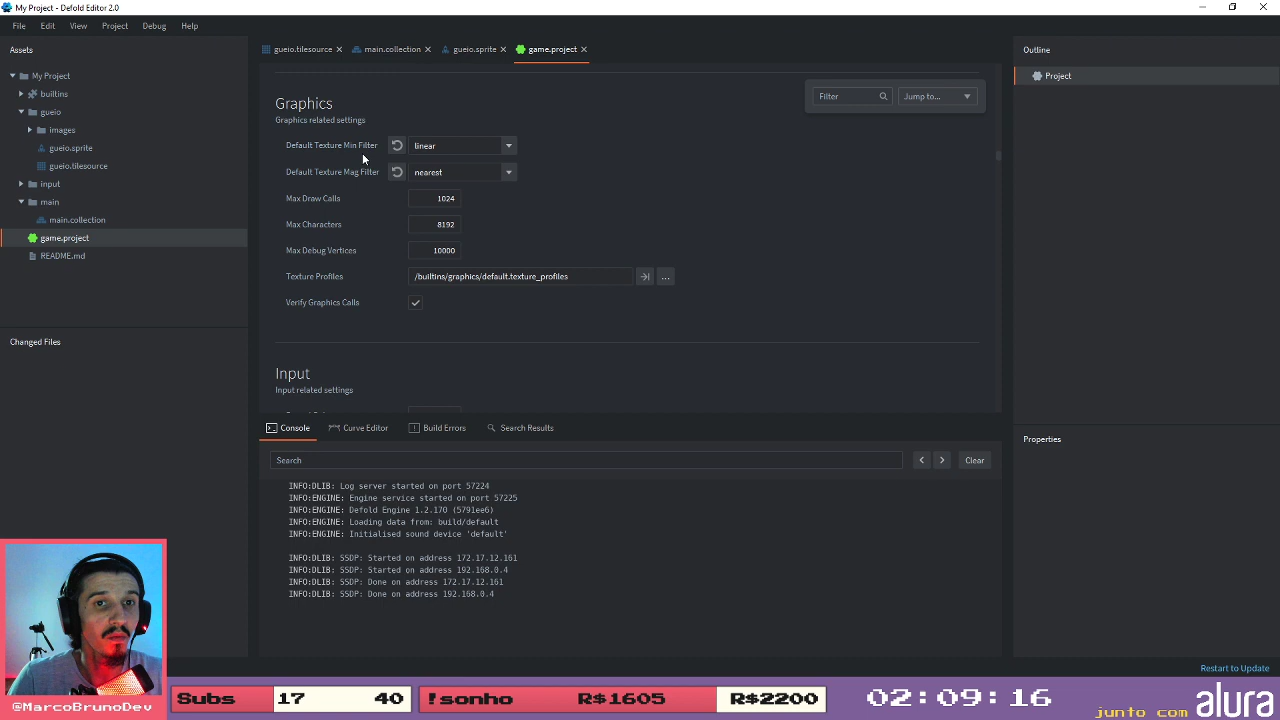 My Project - Defold Editor 2.0
File Edit View Project Debug Help
Assets
My Project
builtins
gueio
images
gueio.sprite
gueio.tilesource
input
main
main.collection
game.project
README.md
Changed Files
gueio.tilesource
main.collection
gueio.sprite
game.project
Graphics
Graphics related settings
Filter
Jump to...
Default Texture Min Filter linear
Default Texture Mag Filter nearest
Max Draw Calls 1024
Max Characters 8192
Max Debug Vertices 10000
Texture Profiles /builtins/graphics/default.texture_profiles ...
Verify Graphics Calls
Input
Input related settings
Console Curve Editor Build Errors Search Results
Search
Clear
INFO:DLIB: Log server started on port 57224
INFO:ENGINE: Engine service started on port 57225
INFO:ENGINE: Defold Engine 1.2.170 (5791ee6)
INFO:ENGINE: Loading data from: build/default
INFO:ENGINE: Initialised sound device 'default'
INFO:DLIB: SSDP: Started on address 172.17.12.161
INFO:DLIB: SSDP: Started on address 192.168.0.4
INFO:DLIB: SSDP: Done on address 172.17.12.161
INFO:DLIB: SSDP: Done on address 192.168.0.4
Outline
Project
Properties
Restart to Update
@MarcoBrunoDev
Subs 17 40
!sonho R$1605 R$2200
02:09:16
junto com alura